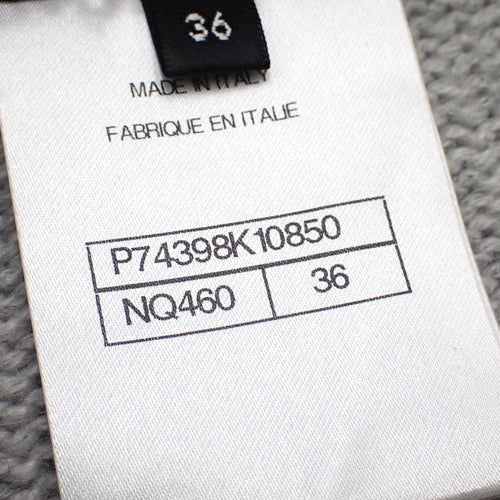 36
MADE IN ITALY
FABRIQUE EN ITALIE
P74398K10850
NQ460 36